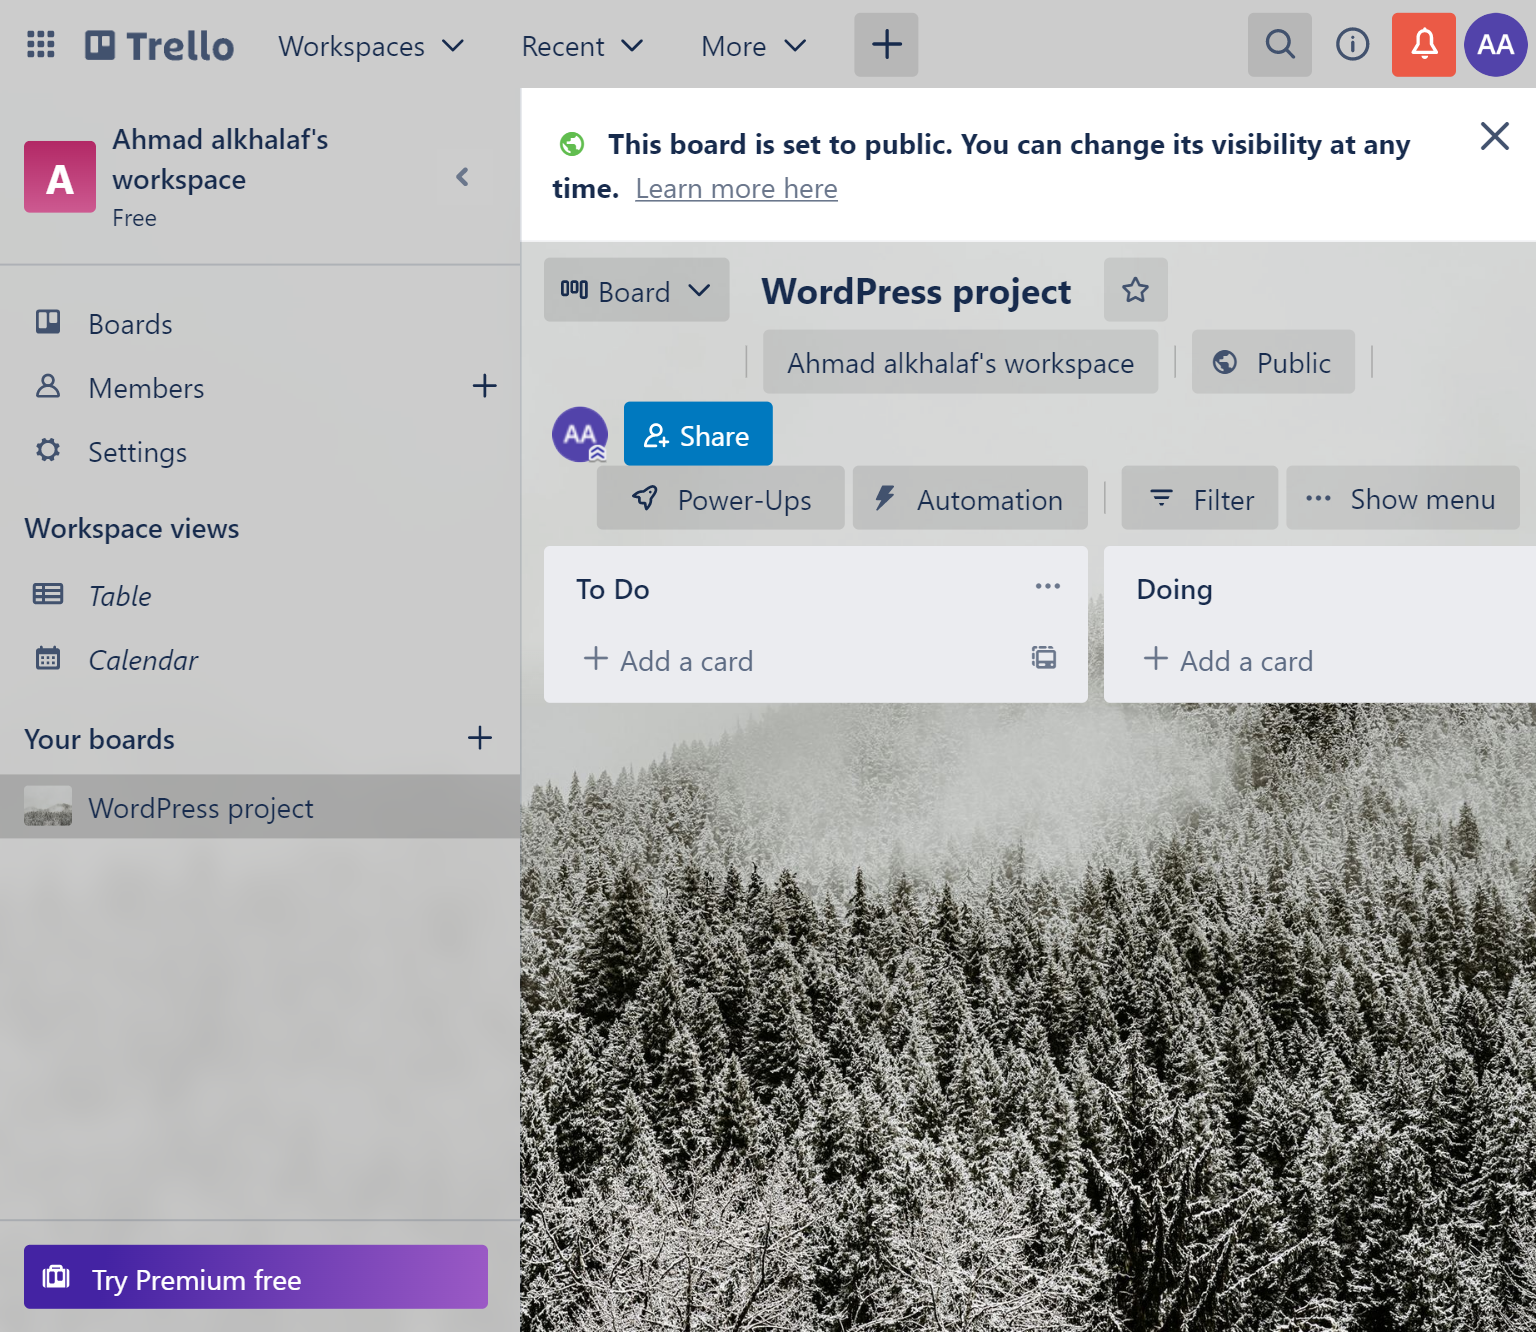 Trello Workspaces Recent More AA
Ahmad alkhalaf's
workspace
A
Free
This board is set to public. You can change its visibility at any
time. Learn more here
Board WordPress project
Ahmad alkhalaf's workspace Public
AA Share
Power-Ups Automation Filter Show menu
Boards
Members
Settings
Workspace views
Table
Calendar
Your boards
WordPress project
To Do
Add a card
Doing
Add a card
Try Premium free